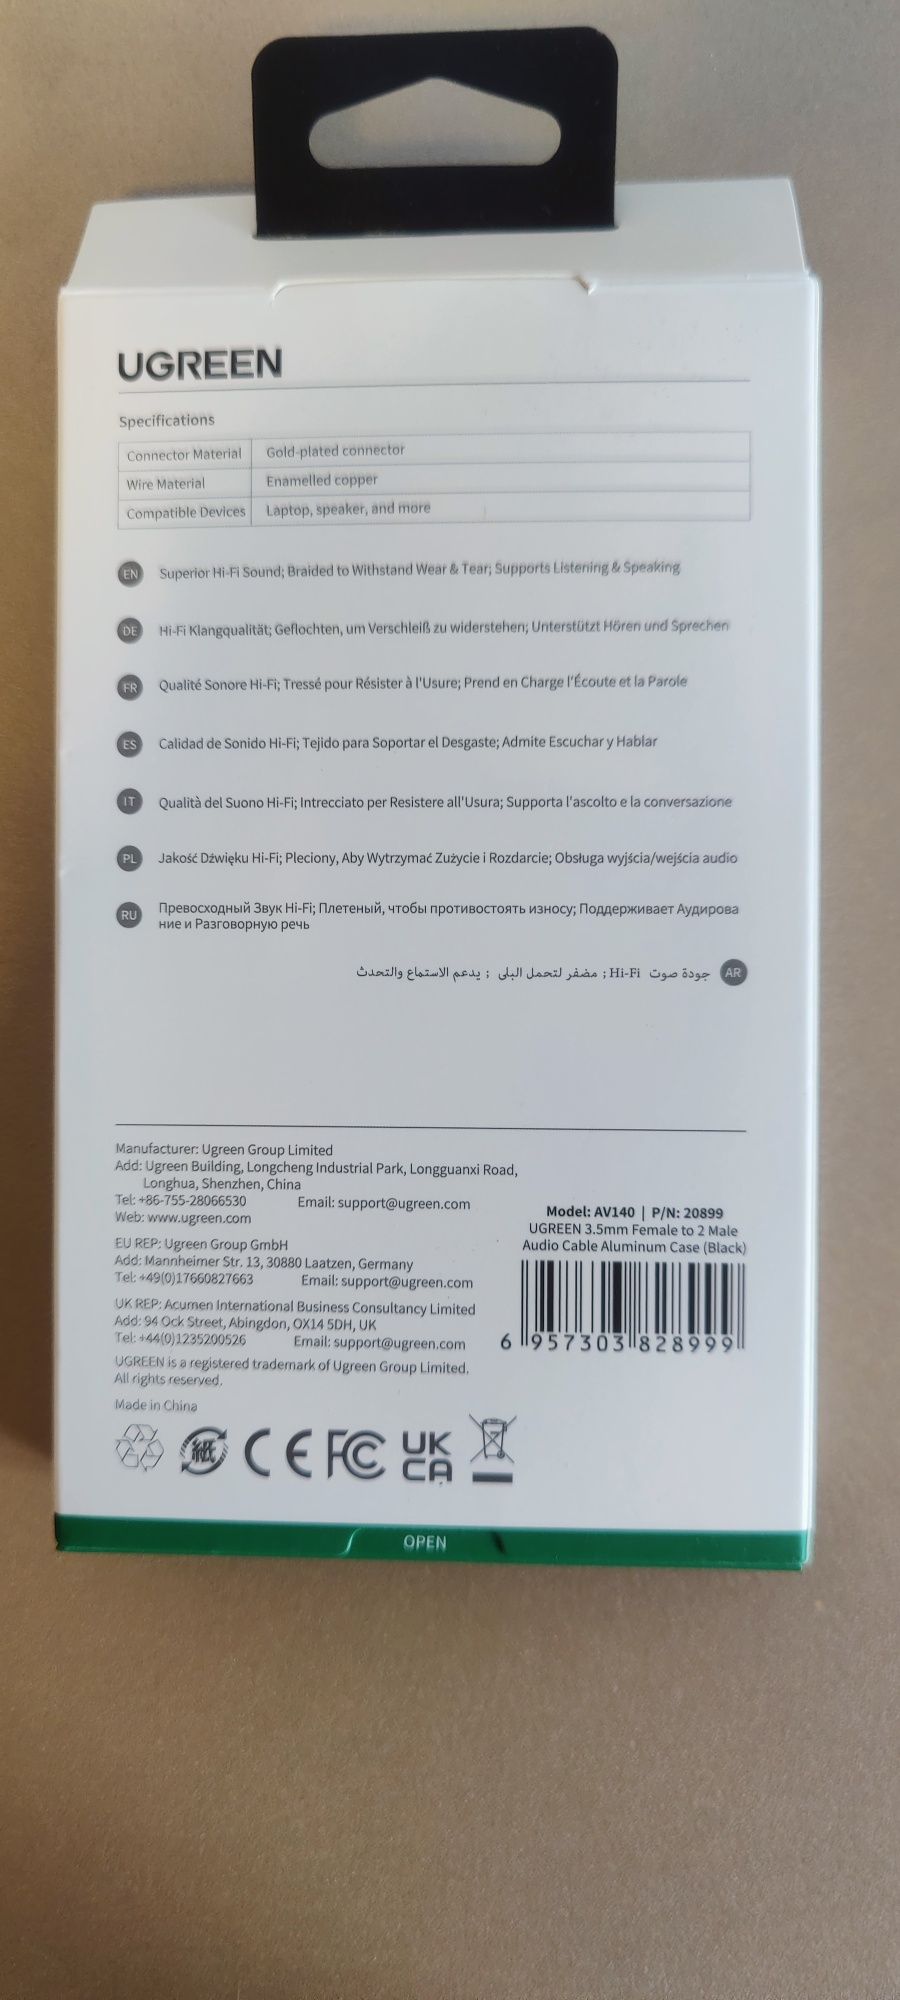 UGREEN
Specifications
Connector Material Gold-plated connector
Wire Material Enamelled copper
Compatible Devices Laptop, speaker, and more
EN Superior Hi-Fi Sound; Braided to Withstand Wear & Tear; Supports Listening & Speaking
DE Hi-Fi Klangqualität; Geflochten, um Verschleiß zu widerstehen; Unterstützt Hören und Sprechen
FR Qualité Sonore Hi-Fi; Tressé pour Résister à l'Usure; Prend en Charge l'Écoute et la Parole
ES Calidad de Sonido Hi-Fi; Tejido para Soportar el Desgaste; Admite Escuchar y Hablar
IT Qualità del Suono Hi-Fi; Intrecciato per Resistere all'Usura; Supporta l'ascolto e la conversazione
PL Jakość Dźwięku Hi-Fi; Pleciony, Aby Wytrzymać Zużycie i Rozdarcie; Obsługa wyjścia/wejścia audio
RU Превосходный Звук Hi-Fi; Плетеный, чтобы противостоять износу; Поддерживает Аудирова
ние и Разговорную речь
AR جودة صوت Hi-Fi ; مضفر لتحمل البلى ; يدعم الاستماع والتحدث
Manufacturer: Ugreen Group Limited
Add: Ugreen Building, Longcheng Industrial Park, Longguanxi Road,
Longhua, Shenzhen, China
Tel: +86-755-28066530 Email: support@ugreen.com
Web: www.ugreen.com
EU REP: Ugreen Group GmbH
Add: Mannheimer Str. 13, 30880 Laatzen, Germany
Tel: +49(0)17660827663 Email: support@ugreen.com
UK REP: Acumen International Business Consultancy Limited
Add: 94 Ock Street, Abingdon, OX14 5DH, UK
Tel: +44(0)1235200526 Email: support@ugreen.com
UGREEN is a registered trademark of Ugreen Group Limited.
All rights reserved.
Made in China
Model: AV140 | P/N: 20899
UGREEN 3.5mm Female to 2 Male
Audio Cable Aluminum Case (Black)
6 957303 828999
紙 CE FC UK
CA
OPEN